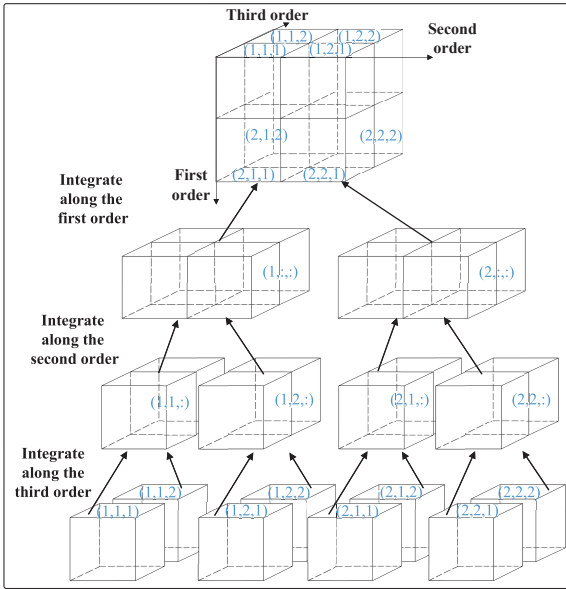 Third order
(1,1,2) (1,2,2)
Second
order
(1,1,1) (1,2,1)
(2,1,2) (2,2,2)
First
order
(2,1,1) (2,2,1)
Integrate
along the
first order
(1,:,:) (2,:,:)
Integrate
along the
second order
(1,1,:) (1,2,:) (2,1,:) (2,2,:)
Integrate
along the
third order
(1,1,2) (1,2,2) (2,1,2) (2,2,2)
(1,1,1) (1,2,1) (2,1,1) (2,2,1)